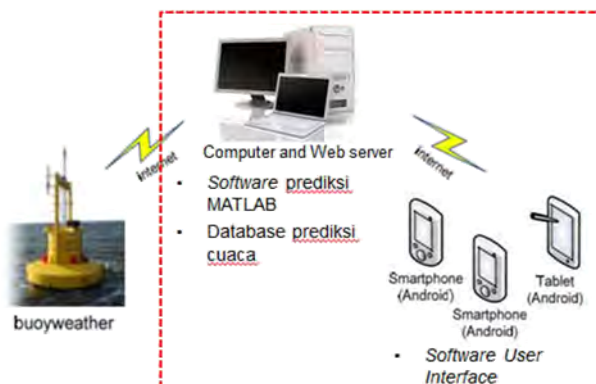 Internet
Computer and Web server
Internet
- Software prediksi
MATLAB
- Database prediksi
cuaca
buoyweather
Smartphone
(Android)
Tablet
(Android)
Smartphone
(Android)
- Software User
Interface